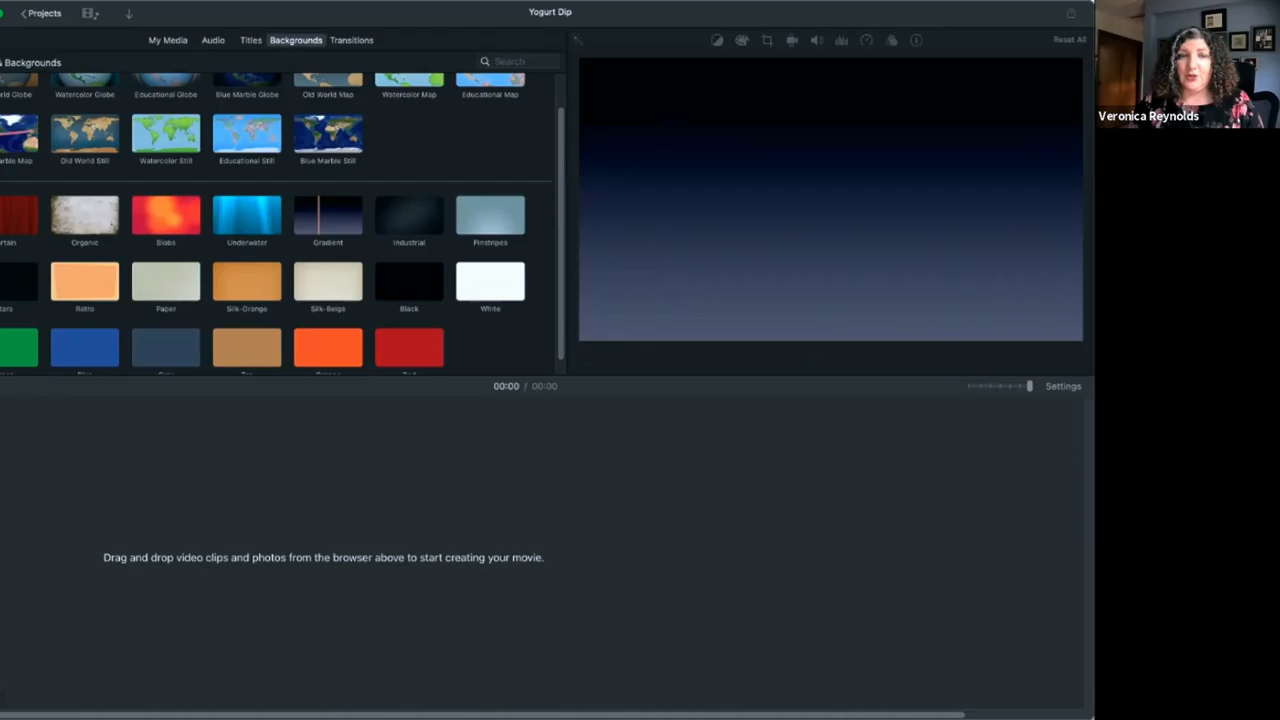 Projects
Yogurt Dip
My Media Audio Titles Backgrounds Transitions
Reset All
& Backgrounds
Search
Watercolor Globe Educational Globe Blue Marble Globe Old World Map Watercolor Map Educational Map
Old World Still Watercolor Still Educational Still Blue Marble Still
Organic Blobs Underwater Gradient Industrial Pinstripes
Retro Paper Silk-Orange Silk-Beige Black White
00:00 / 00:00
Settings
Drag and drop video clips and photos from the browser above to start creating your movie.
Veronica Reynolds